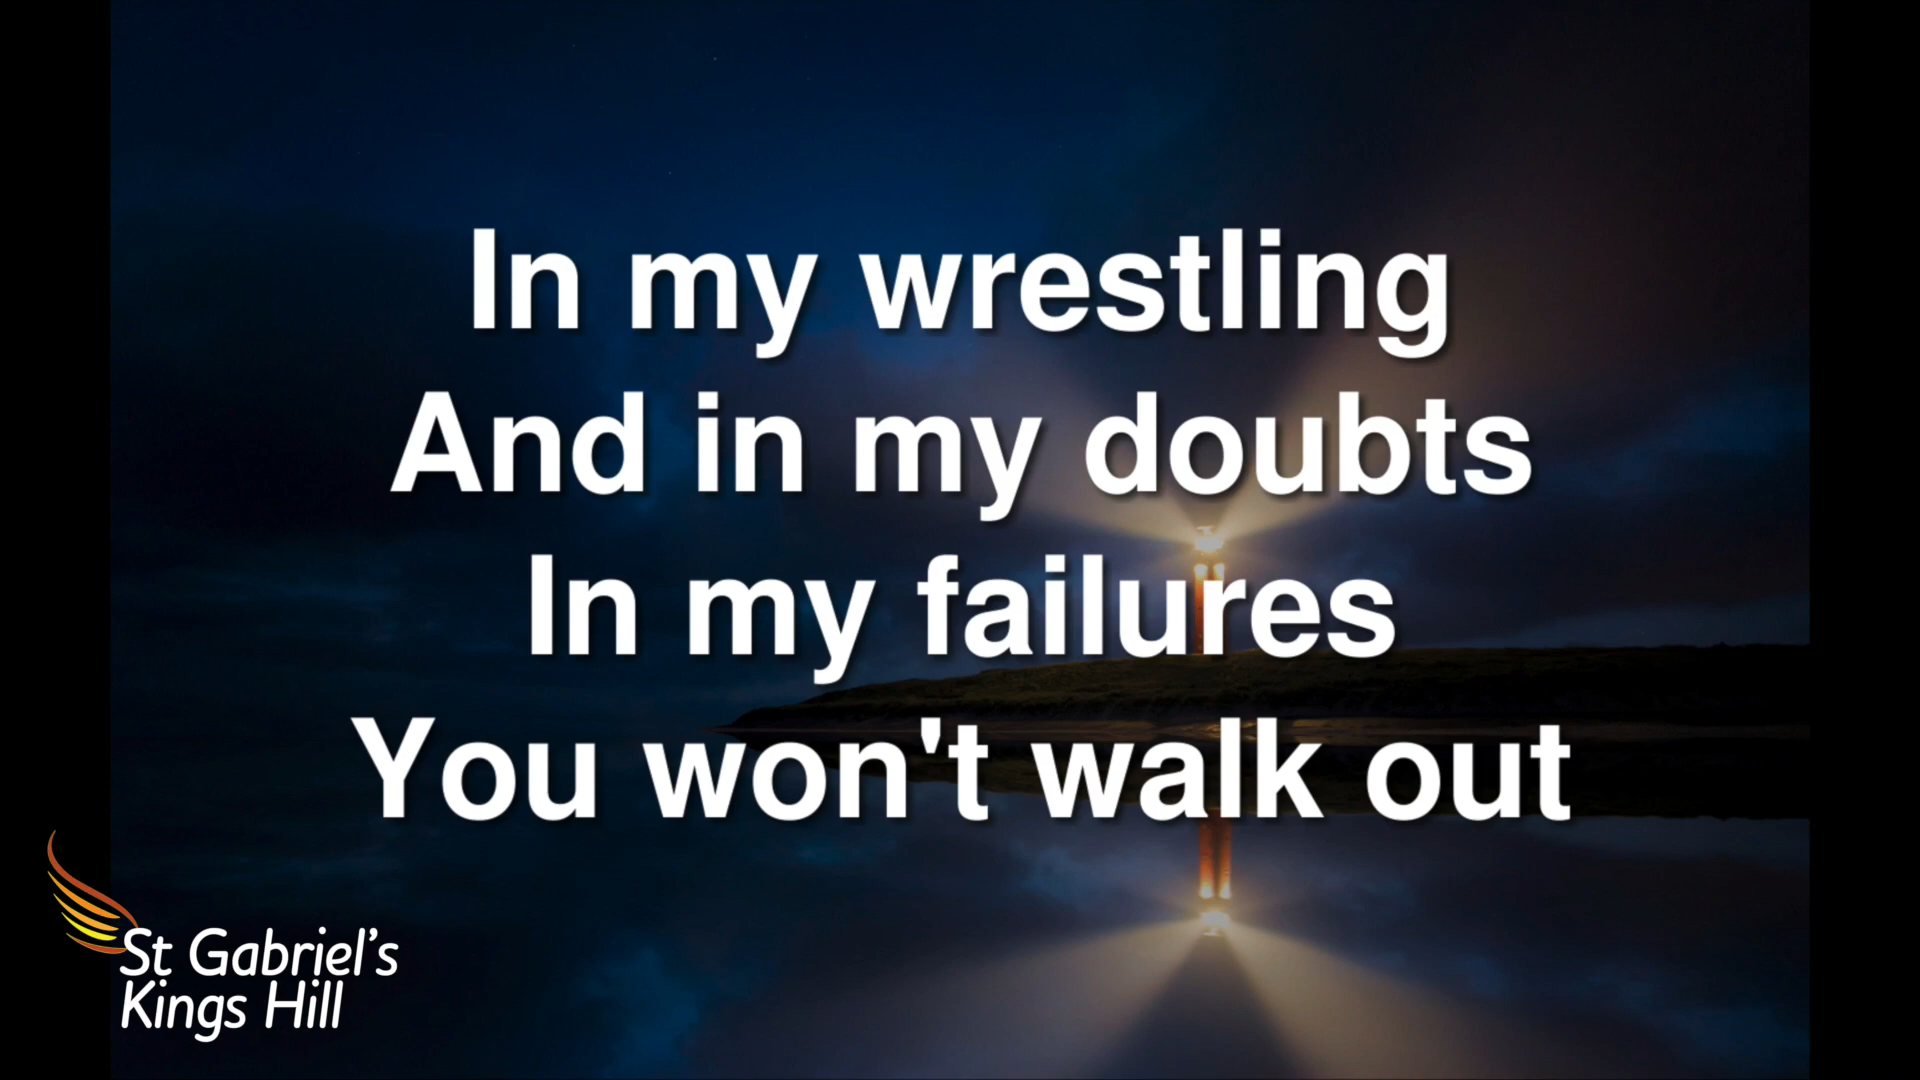 In my wrestling
And in my doubts
In my failures
You won't walk out
St Gabriel's
Kings Hill